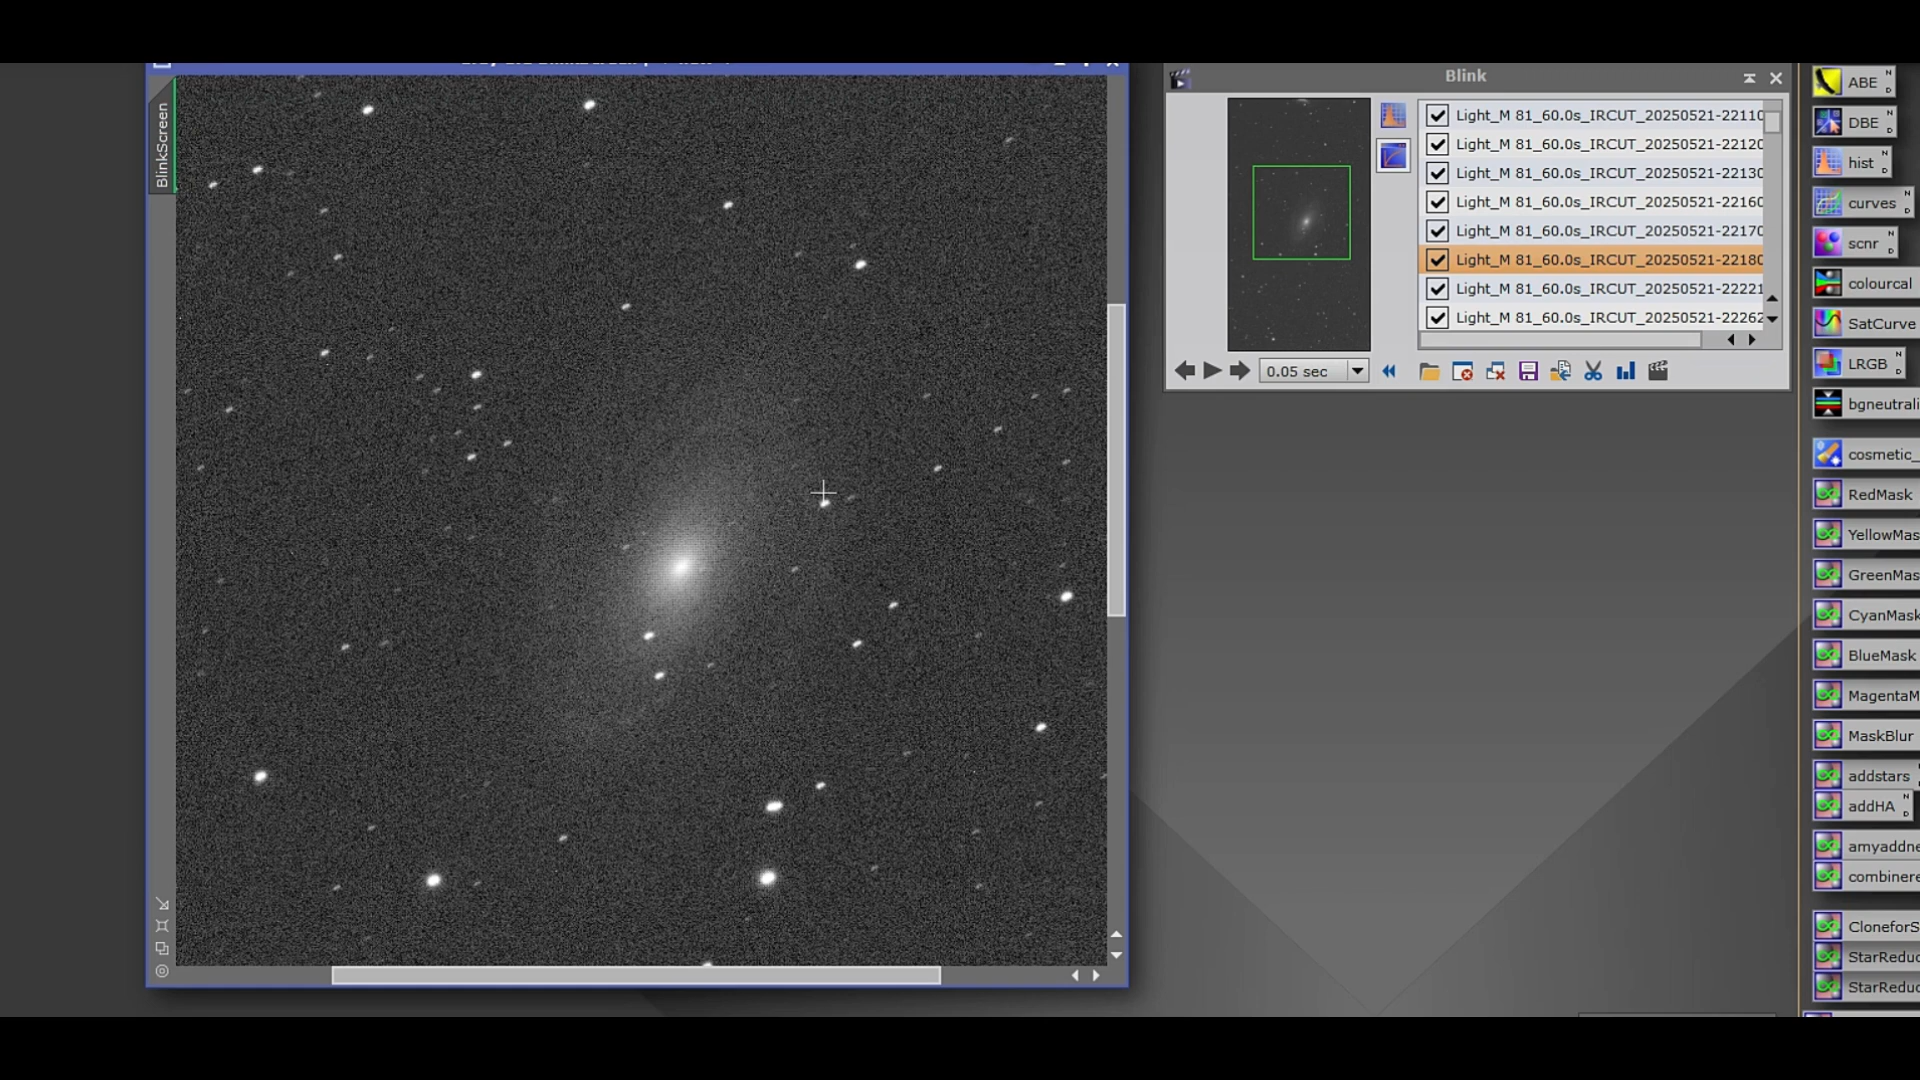 BlinkScreen
Blink
Light_M 81_60.0s_IRCUT_20250521-22110
Light_M 81_60.0s_IRCUT_20250521-22120
Light_M 81_60.0s_IRCUT_20250521-22130
Light_M 81_60.0s_IRCUT_20250521-22160
Light_M 81_60.0s_IRCUT_20250521-22170
Light_M 81_60.0s_IRCUT_20250521-22180
Light_M 81_60.0s_IRCUT_20250521-22221
Light_M 81_60.0s_IRCUT_20250521-22262
0.05 sec
ABE N D
DBE N D
hist N D
curves N D
scnr N D
colourcal
SatCurve
LRGB N D
bgneutrali
cosmetic_
RedMask
YellowMas
GreenMas
CyanMask
BlueMask
MagentaM
MaskBlur
addstars
addHA N D
amyaddne
combinere
CloneforS
StarReduc
StarReduc